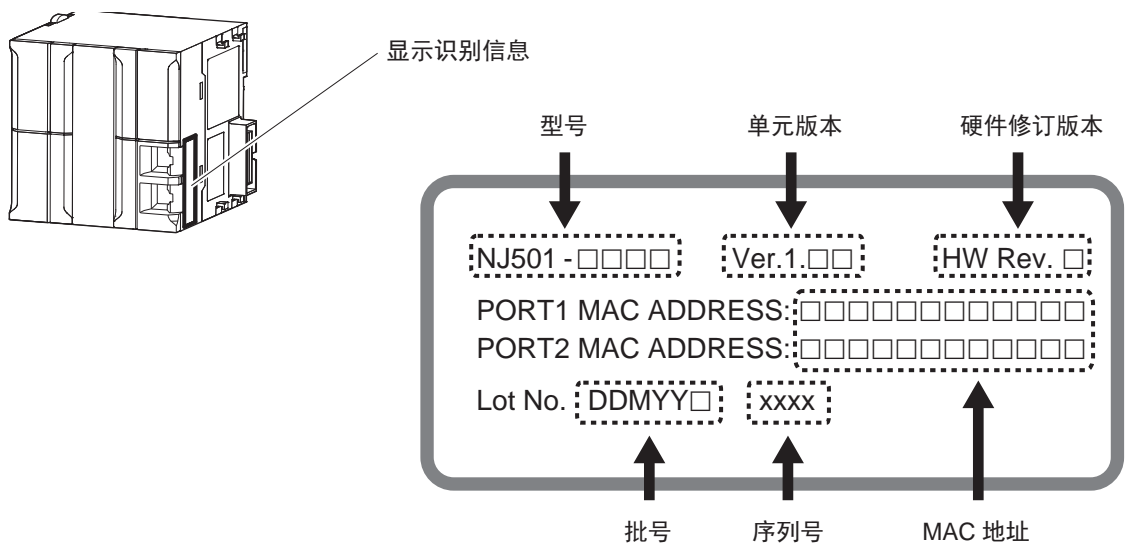 显示识别信息
型号 单元版本 硬件修订版本
NJ501-□□□□ Ver.1.□□ HW Rev. □
PORT1 MAC ADDRESS:□□□□□□□□□□□□
PORT2 MAC ADDRESS:□□□□□□□□□□□□
Lot No. DDMYY□ xxxx
批号 序列号 MAC 地址